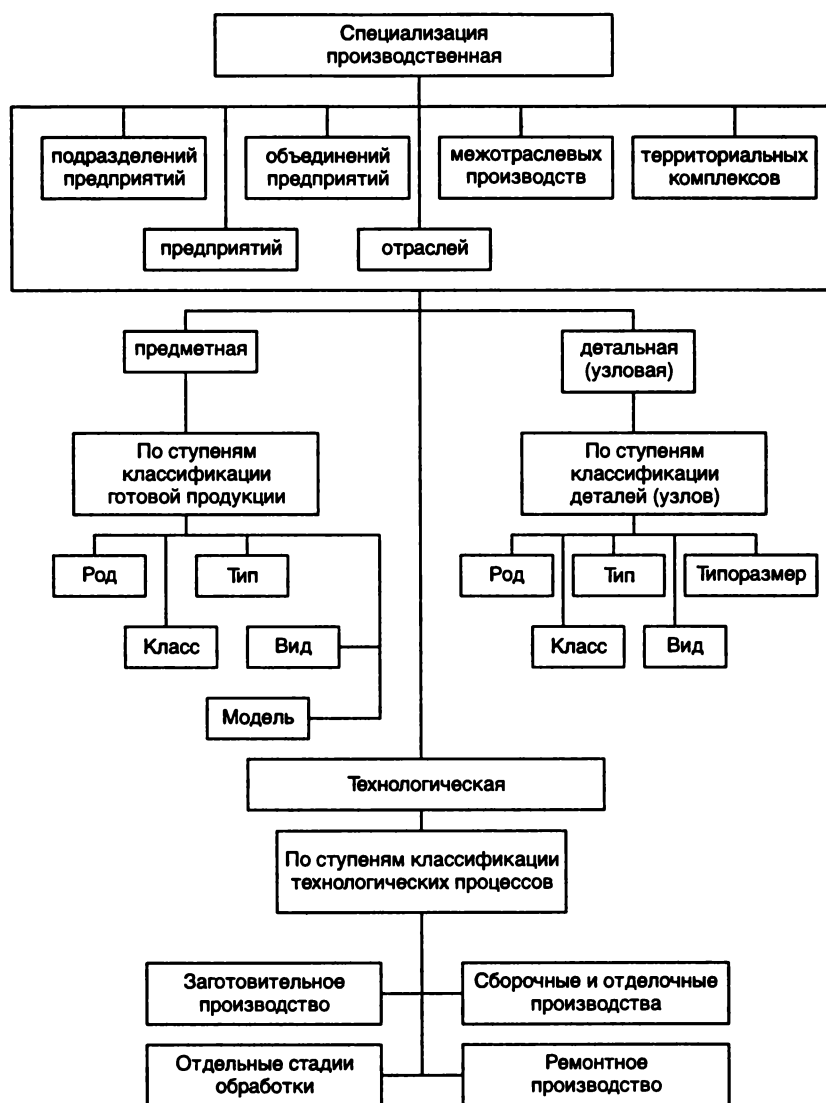 Специализация
производственная
подразделений
предприятий
объединений
предприятий
межотраслевых
производств
территориальных
комплексов
предприятий
отраслей
предметная
детальная
(узловая)
По ступеням
классификации
готовой продукции
По ступеням
классификации
деталей (узлов)
Род
Тип
Класс
Вид
Модель
Род
Тип
Типоразмер
Класс
Вид
Технологическая
По ступеням классификации
технологических процессов
Заготовительное
производство
Сборочные и отделочные
производства
Отдельные стадии
обработки
Ремонтное
производство